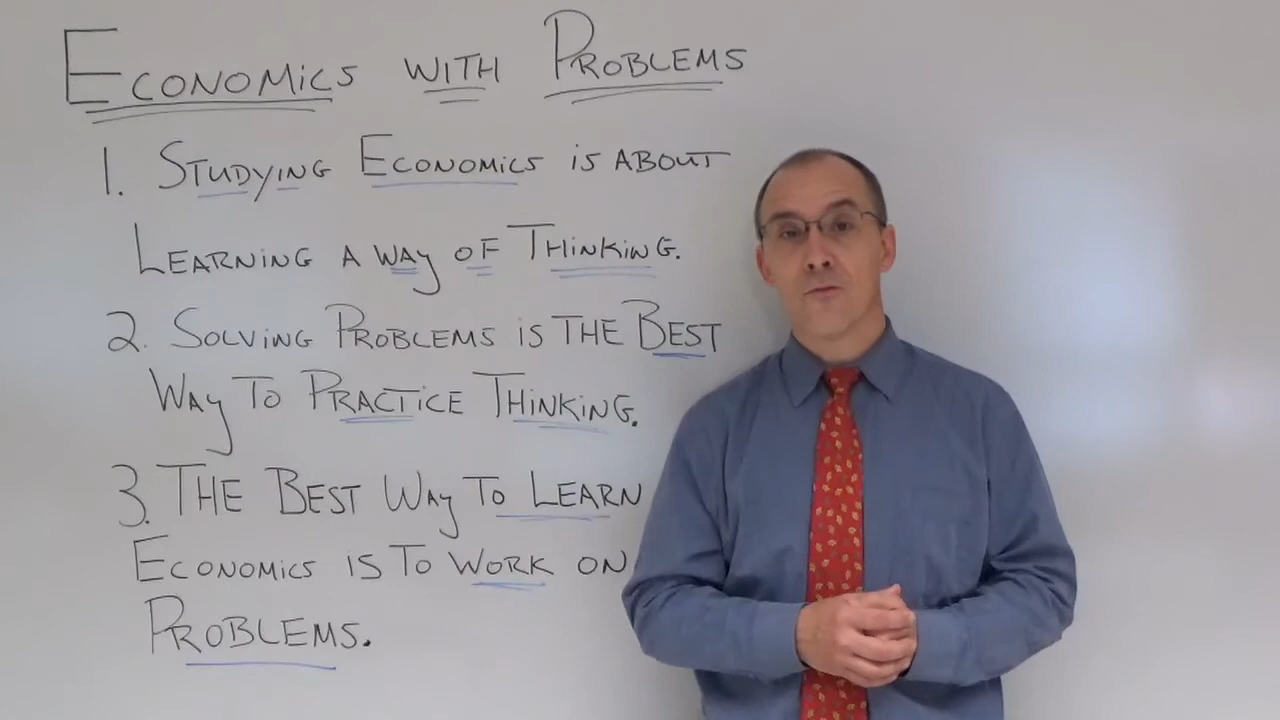 ECONOMICS WITH PROBLEMS
1. STUDYING ECONOMICS IS ABOUT
LEARNING A WAY OF THINKING.
2. SOLVING PROBLEMS IS THE BEST
WAY TO PRACTICE THINKING.
3. THE BEST WAY TO LEARN
ECONOMICS IS TO WORK ON
PROBLEMS.